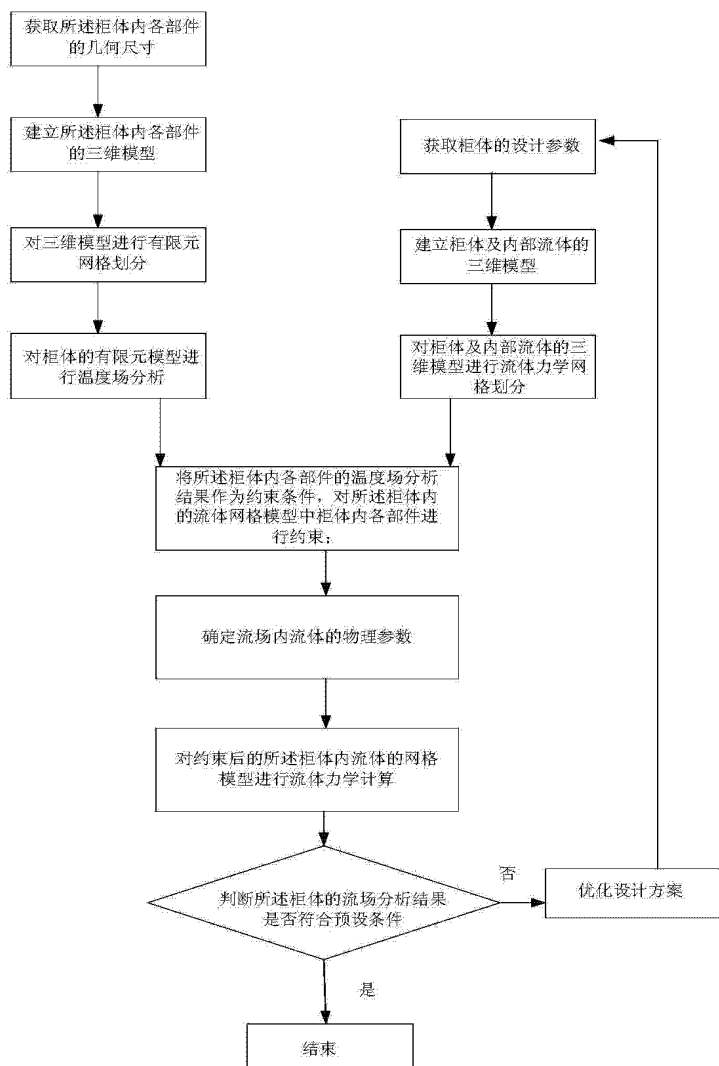 获取所述柜体内各部件
的几何尺寸
建立所述柜体内各部件
的三维模型
对三维模型进行有限元
网格划分
对柜体的有限元模型进
行温度场分析
获取柜体的设计参数
建立柜体及内部流体的
三维模型
对柜体及内部流体的三
维模型进行流体力学网
格划分
将所述柜体内各部件的温度场分析
结果作为约束条件，对所述柜体内
的流体网格模型中柜体内各部件进
行约束；
确定流场内流体的物理参数
对约束后的所述柜体内流体的网格
模型进行流体力学计算
判断所述柜体的流场分析结果
是否符合预设条件
否
优化设计方案
是
结束